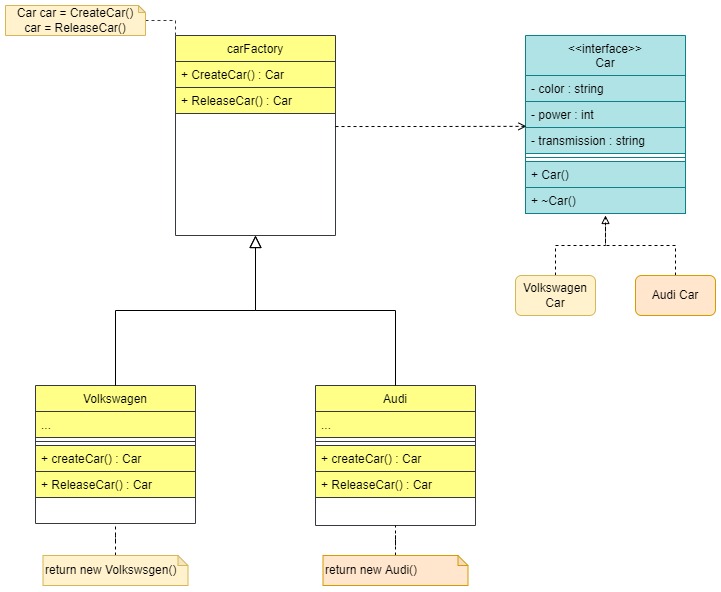 Car car = CreateCar()
car = ReleaseCar()
carFactory
+ CreateCar() : Car
+ ReleaseCar() : Car
<<interface>>
Car
- color : string
- power : int
- transmission : string
+ Car()
+ ~Car()
Volkswagen
Car
Audi Car
Volkswagen
...
+ createCar() : Car
+ ReleaseCar() : Car
return new Volkswsgen()
Audi
...
+ createCar() : Car
+ ReleaseCar() : Car
return new Audi()